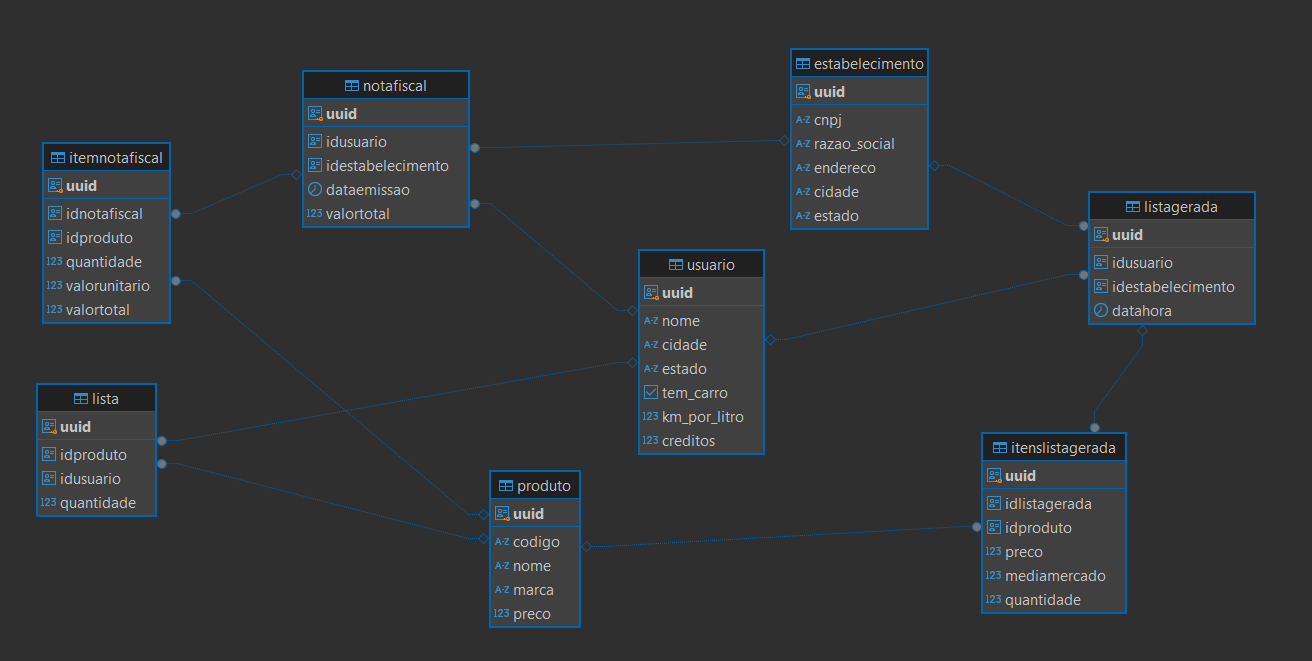 estabelecimento
uuid
cnpj
razao_social
endereco
cidade
estado
notafiscal
uuid
idusuario
idestabelecimento
dataemissao
valortotal
itemnotafiscal
uuid
idnotafiscal
idproduto
quantidade
valorunitario
valortotal
listagerada
uuid
idusuario
idestabelecimento
datahora
usuario
uuid
nome
cidade
estado
tem_carro
km_por_litro
creditos
lista
uuid
idproduto
idusuario
quantidade
produto
uuid
codigo
nome
marca
preco
itenslistagerada
uuid
idlistagerada
idproduto
preco
mediamercado
quantidade